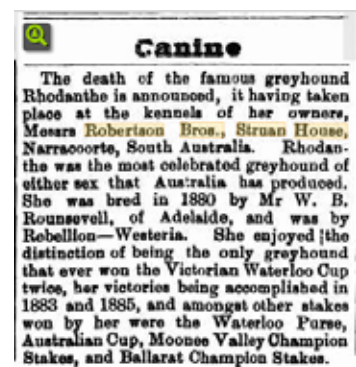 Canine
The death of the famous greyhound
Rhodanthe is announced, it having taken
place at the kennels of her owners,
Messrs Robertson Bros., Struan House,
Narracoorte, South Australia. Rhodan-
the was the most celebrated greyhound of
either sex that Australia has produced.
She was bred in 1880 by Mr W. B.
Rounsevell, of Adelaide, and was by
Rebellion—Westeria. She enjoyed the
distinction of being the only greyhound
that ever won the Victorian Waterloo Cup
twice, her victories being accomplished in
1883 and 1885, and amongst other stakes
won by her were the Waterloo Purse,
Australian Cup, Moonee Valley Champion
Stakes, and Ballarat Champion Stakes.